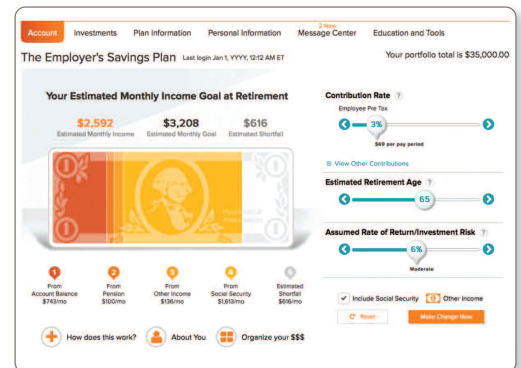 2 New
Account Investments Plan Information Personal Information Message Center Education and Tools
The Employer's Savings Plan Last login Jan 1, YYYY, 12:12 AM ET
Your portfolio total is $35,000.00
Your Estimated Monthly Income Goal at Retirement
$2,592 $3,208 $616
Estimated Monthly Income Estimated Monthly Goal Estimated Shortfall
1 2 3 4 5
From From From From Estimated
Account Balance Pension Other Income Social Security Shortfall
$743/mo $100/mo $136/mo $1,613/mo $616/mo
How does this work? About You Organize your $$$
Contribution Rate ?
Employee Pre Tax
3%
$69 per pay period
View Other Contributions
Estimated Retirement Age ?
65
Assumed Rate of Return/Investment Risk ?
6%
Moderate
Include Social Security Other Income
Reset Make Change Now